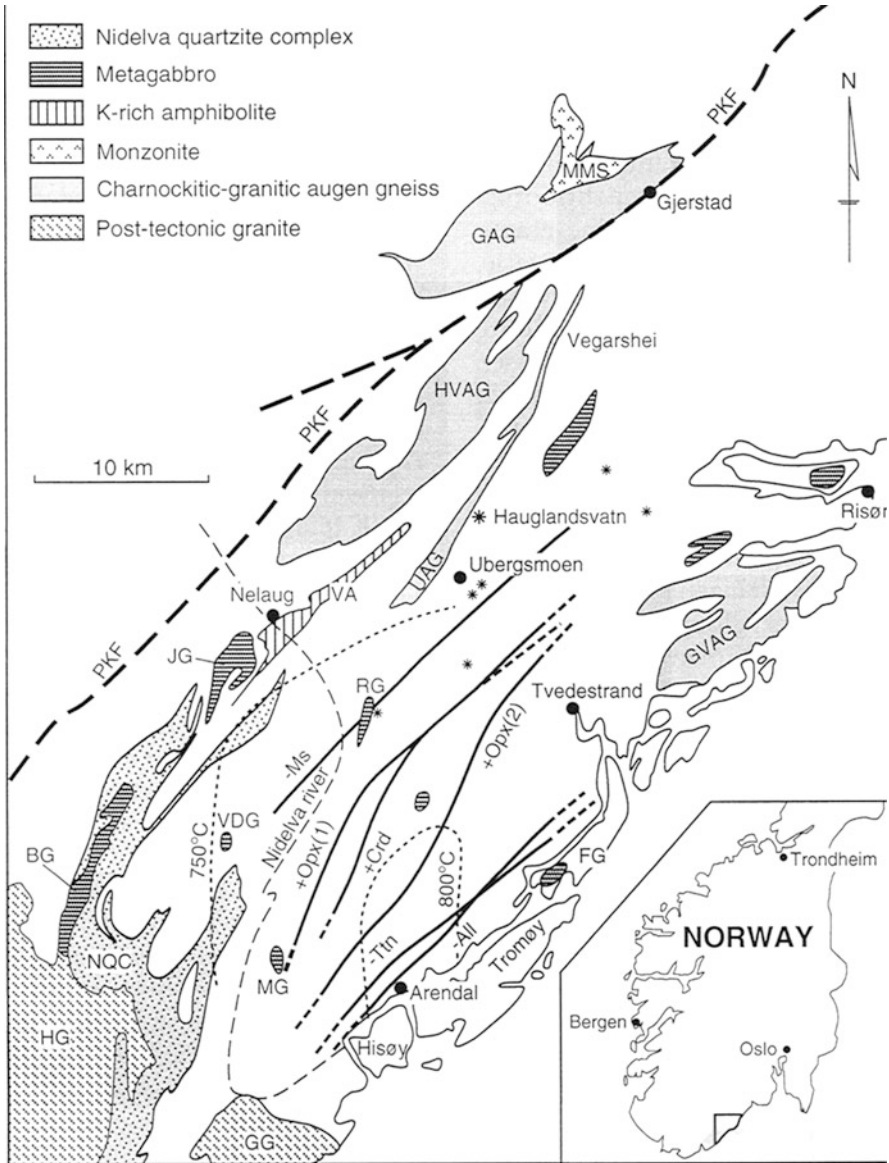 Nidelva quartzite complex
Metagabbro
K-rich amphibolite
Monzonite
Charnockitic-granitic augen gneiss
Post-tectonic granite
N
PKF
MMS
Gjerstad
GAG
Vegarshei
HVAG
PKF
10 km
Risør
Hauglandsvatn
UAG
Ubergsmoen
Nelaug
UVA
GVAG
PKF
JG
RG
Tvedestrand
+Opx(2)
-Ms
Nidelva river
VDG
750°C
+Opx(1)
+Crd
800°C
BG
FG
Trondheim
NQC
-Ttn
-All
Tromøy
NORWAY
MG
Arendal
HG
Hisøy
Bergen
Oslo
GG